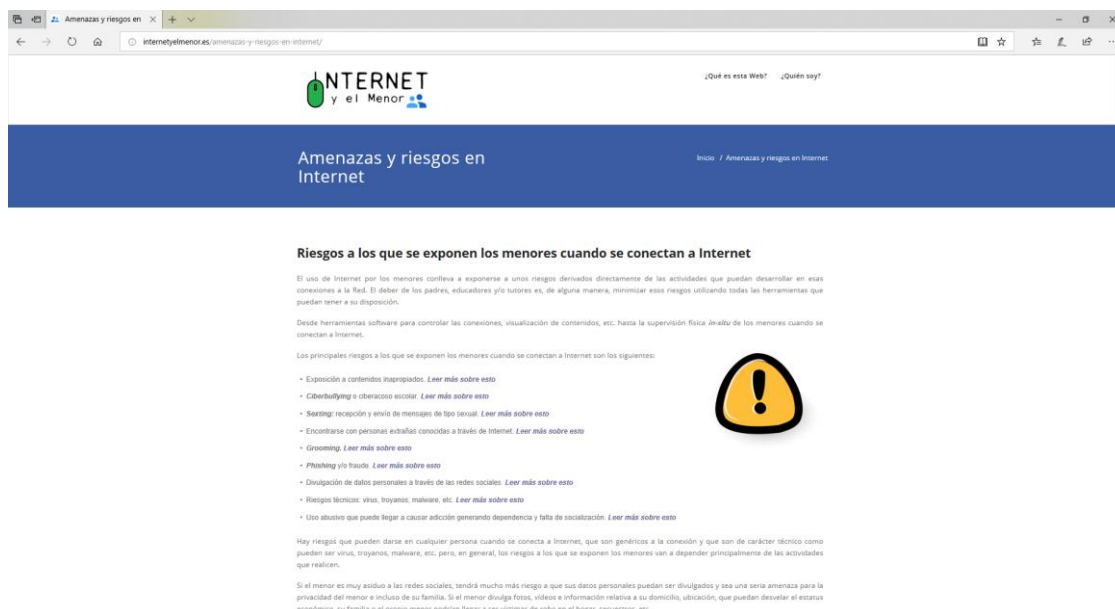 Amenazas y riesgos en
internetyelmenor.es/amenazas-y-riesgos-en-internet/
INTERNET
y el Menor
¿Qué es esta Web? ¿Quién soy?
Amenazas y riesgos en
Internet
Inicio / Amenazas y riesgos en Internet
Riesgos a los que se exponen los menores cuando se conectan a Internet
El uso de Internet por los menores conlleva a exponerse a unos riesgos derivados directamente de las actividades que puedan desarrollar en esas
conexiones a la Red. El deber de los padres, educadores y/o tutores es, de alguna manera, minimizar esos riesgos utilizando todas las herramientas que
puedan tener a su disposición.
Desde herramientas software para controlar las conexiones, visualización de contenidos, etc. hasta la supervisión física in-situ de los menores cuando se
conectan a Internet.
Los principales riesgos a los que se exponen los menores cuando se conectan a Internet son los siguientes:
• Exposición a contenidos inapropiados. Leer más sobre esto
• Ciberbullying o ciberacoso escolar. Leer más sobre esto
• Sexting: recepción y envío de mensajes de tipo sexual. Leer más sobre esto
• Encontrarse con personas extrañas conocidas a través de Internet. Leer más sobre esto
• Grooming. Leer más sobre esto
• Phishing y/o fraude. Leer más sobre esto
• Divulgación de datos personales a través de las redes sociales. Leer más sobre esto
• Riesgos técnicos: virus, troyanos, malware, etc. Leer más sobre esto
• Uso abusivo que puede llegar a causar adicción generando dependencia y falta de socialización. Leer más sobre esto
Hay riesgos que pueden darse en cualquier persona cuando se conecta a Internet, que son genéricos a la conexión y que son de carácter técnico como
pueden ser virus, troyanos, malware, etc. pero, en general, los riesgos a los que se exponen los menores van a depender principalmente de las actividades
que realicen.
Si el menor es muy asiduo a las redes sociales, tendrá mucho más riesgo a que sus datos personales puedan ser divulgados y sea una seria amenaza para la
privacidad del menor e incluso de su familia. Si el menor divulga fotos, vídeos e información relativa a su domicilio, ubicación, que puedan desvelar el estatus